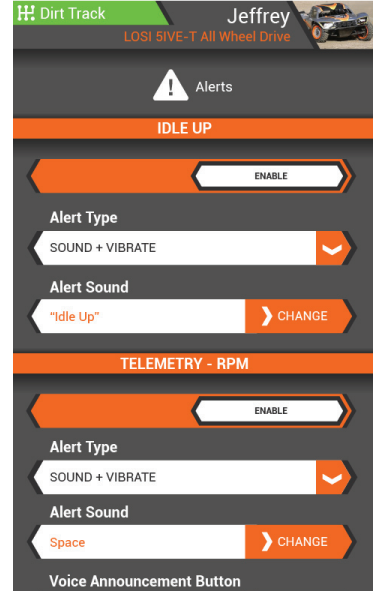 Dirt Track
Jeffrey
LOSI 5IVE-T All Wheel Drive
Alerts
IDLE UP
ENABLE
Alert Type
SOUND + VIBRATE
Alert Sound
"Idle Up"
CHANGE
TELEMETRY - RPM
ENABLE
Alert Type
SOUND + VIBRATE
Alert Sound
Space
CHANGE
Voice Announcement Button